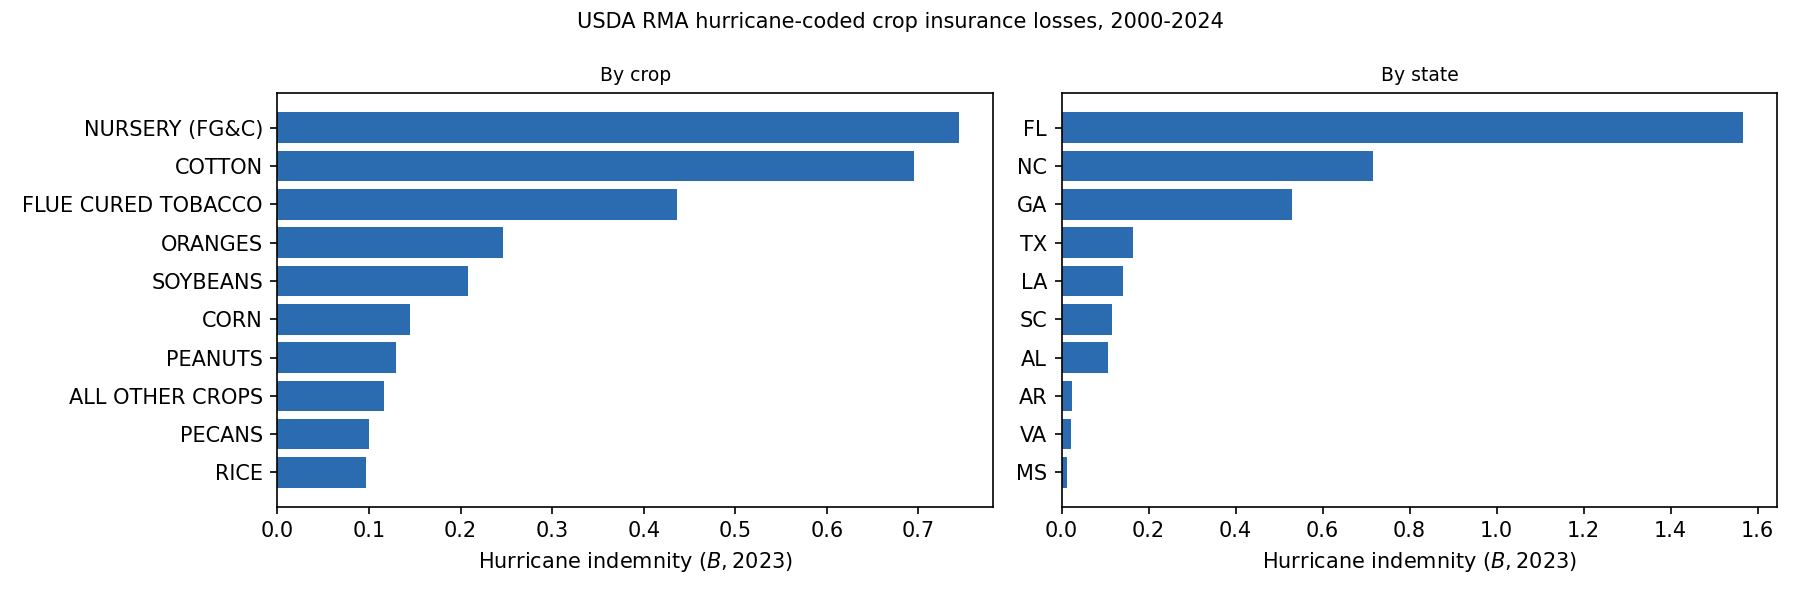 USDA RMA hurricane-coded crop insurance losses, 2000-2024
By crop
NURSERY (FG&C)
COTTON
FLUE CURED TOBACCO
ORANGES
SOYBEANS
CORN
PEANUTS
ALL OTHER CROPS
PECANS
RICE
0.0 0.1 0.2 0.3 0.4 0.5 0.6 0.7
Hurricane indemnity (B, 2023)
By state
FL
NC
GA
TX
LA
SC
AL
AR
VA
MS
0.0 0.2 0.4 0.6 0.8 1.0 1.2 1.4 1.6
Hurricane indemnity (B, 2023)